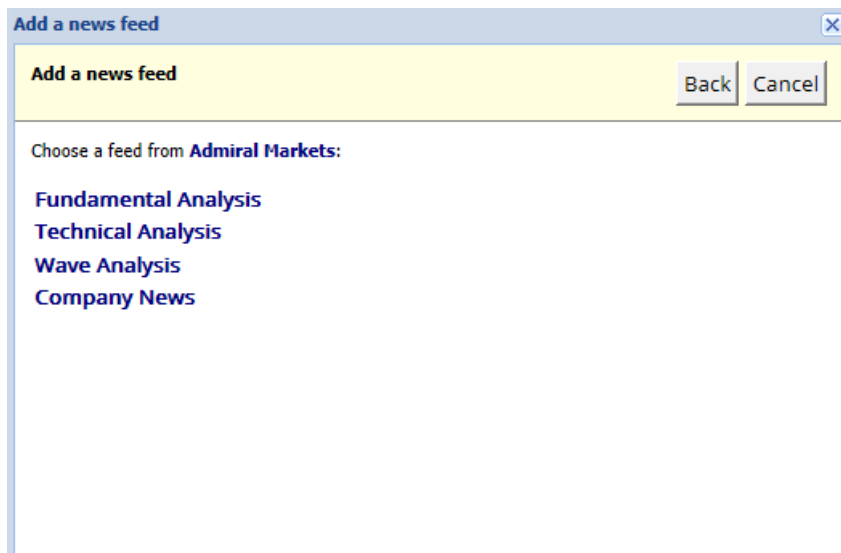 Add a news feed
Add a news feed
Back Cancel
Choose a feed from Admiral Markets:
Fundamental Analysis
Technical Analysis
Wave Analysis
Company News